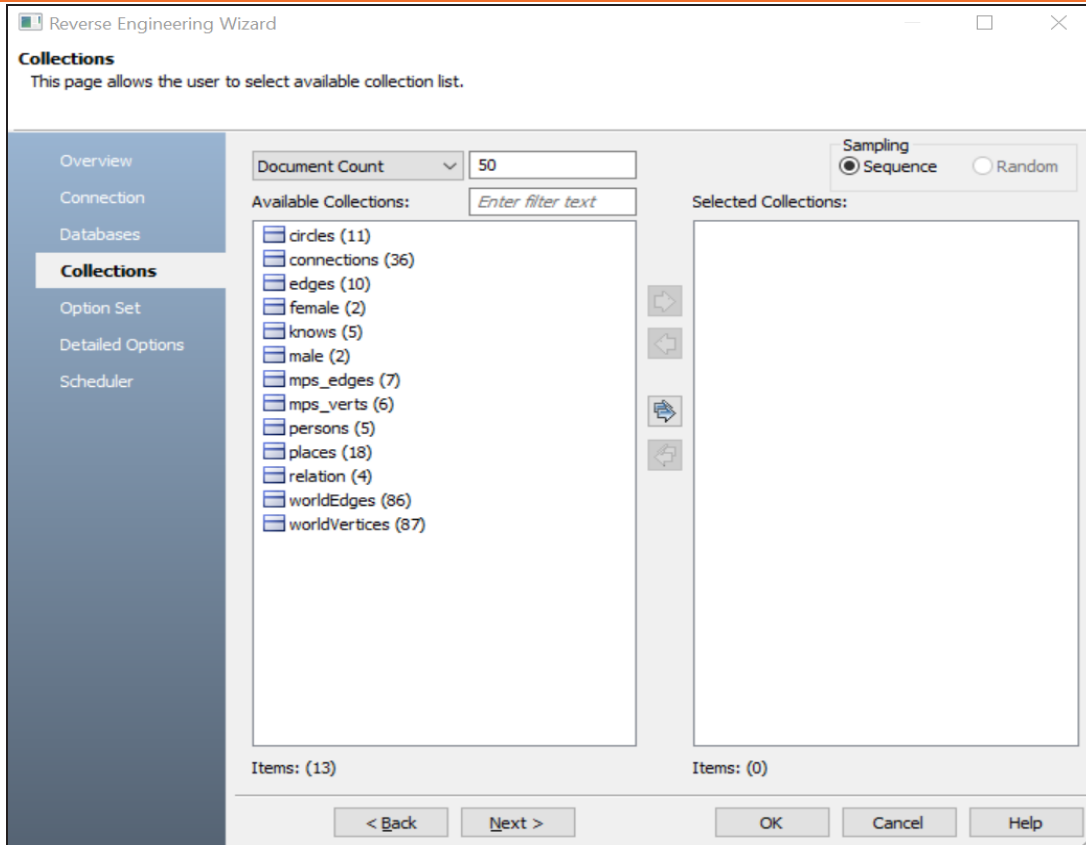 Reverse Engineering Wizard
Collections
This page allows the user to select available collection list.
Overview
Connection
Databases
Collections
Option Set
Detailed Options
Scheduler
Document Count 50
Sampling
Sequence Random
Available Collections: Enter filter text Selected Collections:
circles (11)
connections (36)
edges (10)
female (2)
knows (5)
male (2)
mps_edges (7)
mps_verts (6)
persons (5)
places (18)
relation (4)
worldEdges (86)
worldVertices (87)
Items: (13) Items: (0)
< Back Next > OK Cancel Help